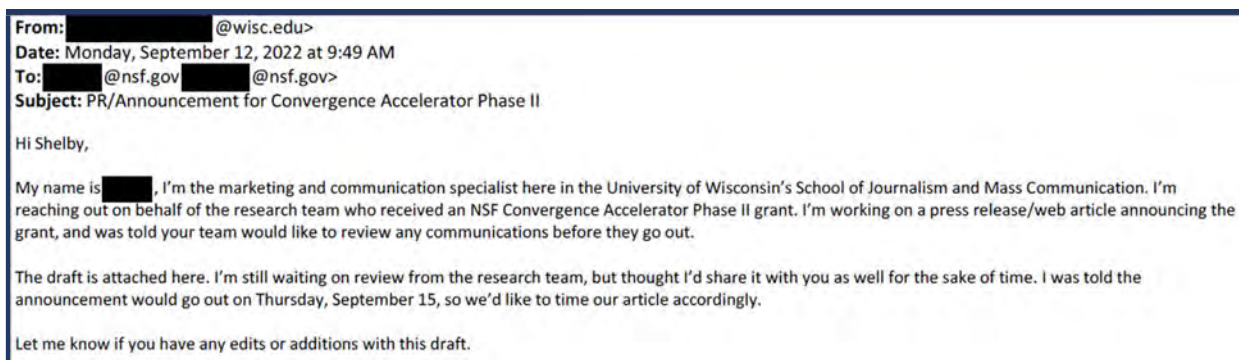 From: @wisc.edu>
Date: Monday, September 12, 2022 at 9:49 AM
To: @nsf.gov @nsf.gov>
Subject: PR/Announcement for Convergence Accelerator Phase II
Hi Shelby,
My name is , I'm the marketing and communication specialist here in the University of Wisconsin's School of Journalism and Mass Communication. I'm
reaching out on behalf of the research team who received an NSF Convergence Accelerator Phase II grant. I'm working on a press release/web article announcing the
grant, and was told your team would like to review any communications before they go out.
The draft is attached here. I'm still waiting on review from the research team, but thought I'd share it with you as well for the sake of time. I was told the
announcement would go out on Thursday, September 15, so we'd like to time our article accordingly.
Let me know if you have any edits or additions with this draft.